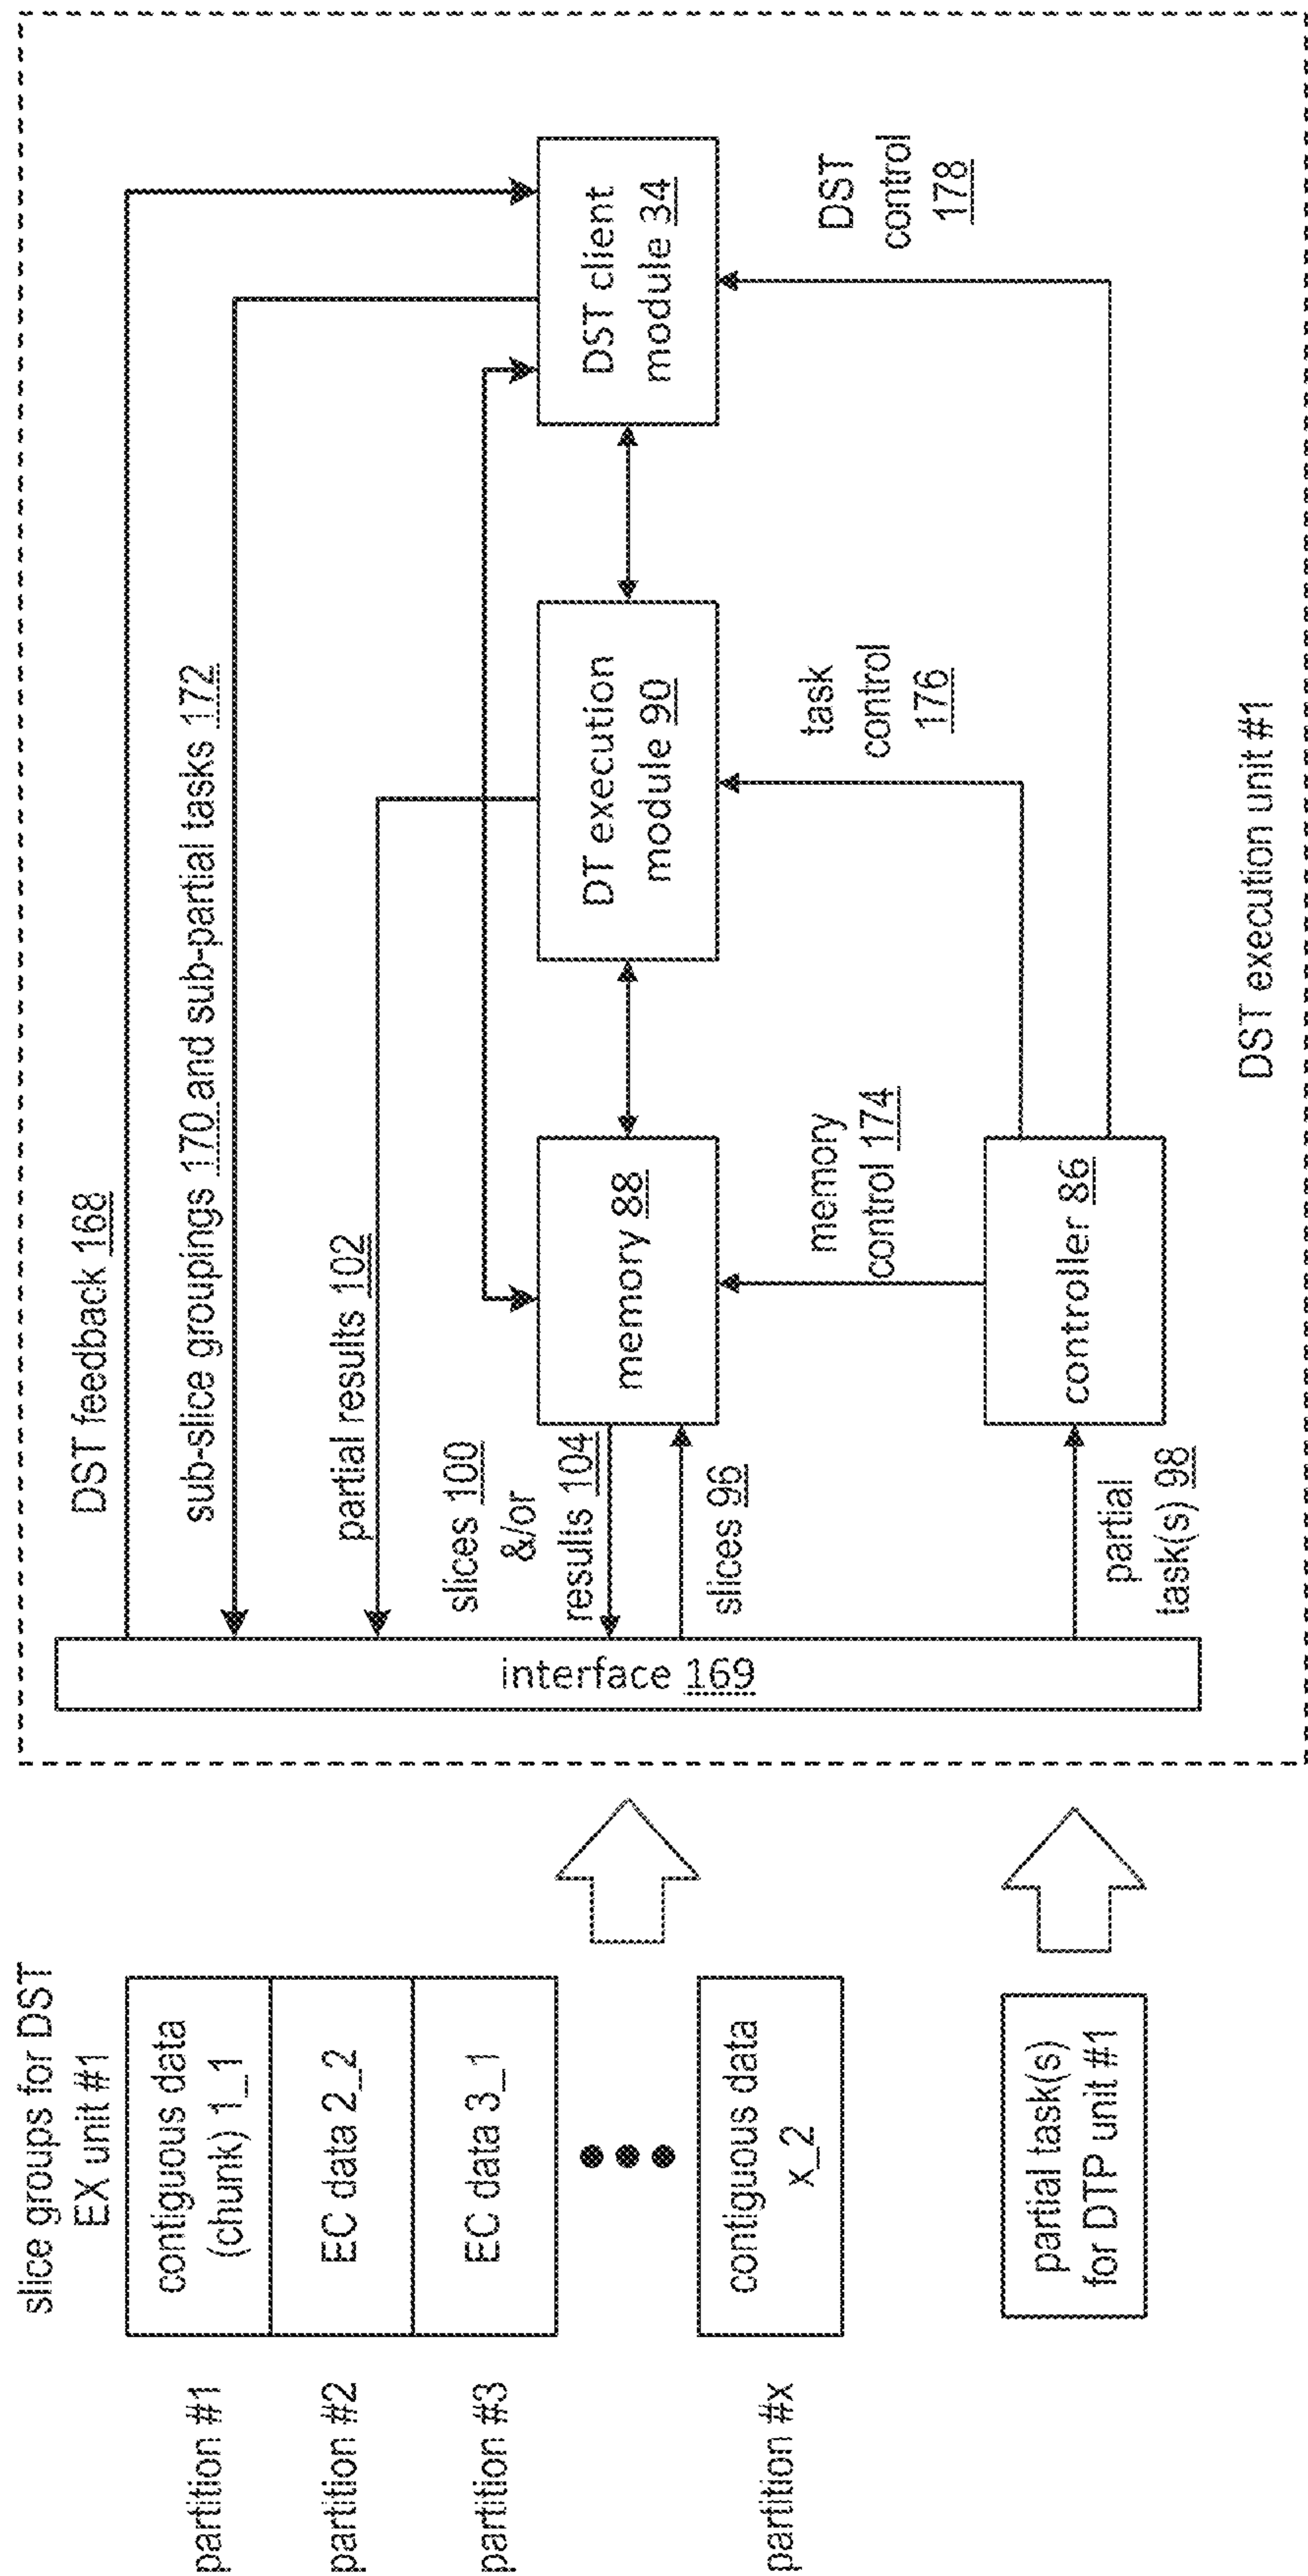 slice groups for DST
EX unit #1
partition #1
contiguous data
(chunk) 1_1
partition #2
EC data 2_2
partition #3
EC data 3_1
partition #x
contiguous data
x_2
partial task(s)
for DTP unit #1
interface 169
DST feedback 168
sub-slice groupings 170 and sub-partial tasks 172
partial results 102
slices 100
&/or
results 104
slices 96
partial
task(s) 98
memory 88
DT execution
module 90
DST client
module 34
memory
control 174
task
control
176
DST
control
178
controller 86
DST execution unit #1